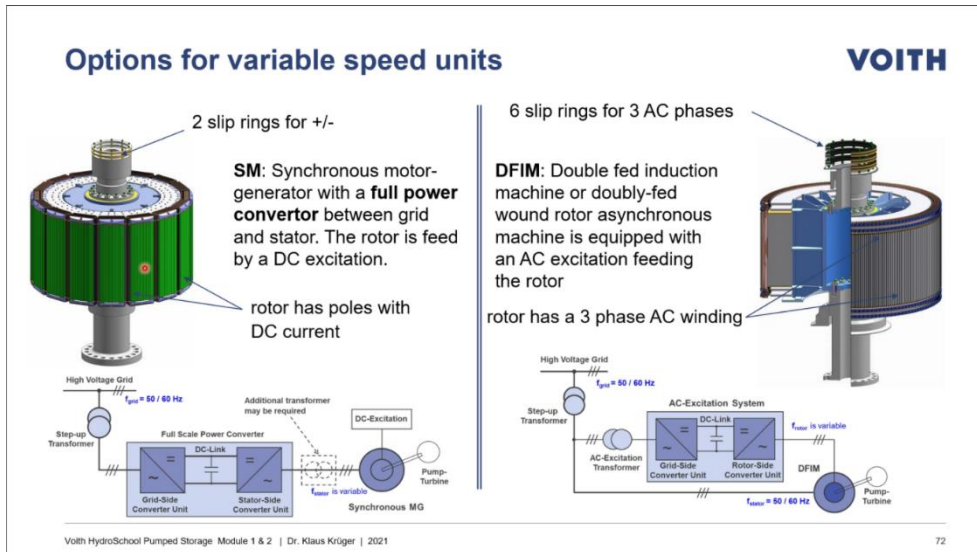 Options for variable speed units
VOITH
2 slip rings for +/-
SM: Synchronous motor-
generator with a full power
convertor between grid
and stator. The rotor is feed
by a DC excitation.
rotor has poles with
DC current
High Voltage Grid
fgrid = 50 / 60 Hz
Step-up
Transformer
Full Scale Power Converter
DC-Link
Grid-Side
Converter Unit
Stator-Side
Converter Unit
Additional transformer
may be required
fstator is variable
DC-Excitation
Pump-
Turbine
Synchronous MG
6 slip rings for 3 AC phases
DFIM: Double fed induction
machine or doubly-fed
wound rotor asynchronous
machine is equipped with
an AC excitation feeding
the rotor
rotor has a 3 phase AC winding
High Voltage Grid
fgrid = 50 / 60 Hz
Step-up
Transformer
AC-Excitation
Transformer
AC-Excitation System
DC-Link
Grid-Side
Converter Unit
Rotor-Side
Converter Unit
frotor is variable
DFIM
Pump-
Turbine
fstator = 50 / 60 Hz
Voith HydroSchool Pumped Storage Module 1 & 2 | Dr. Klaus Krüger | 2021
72